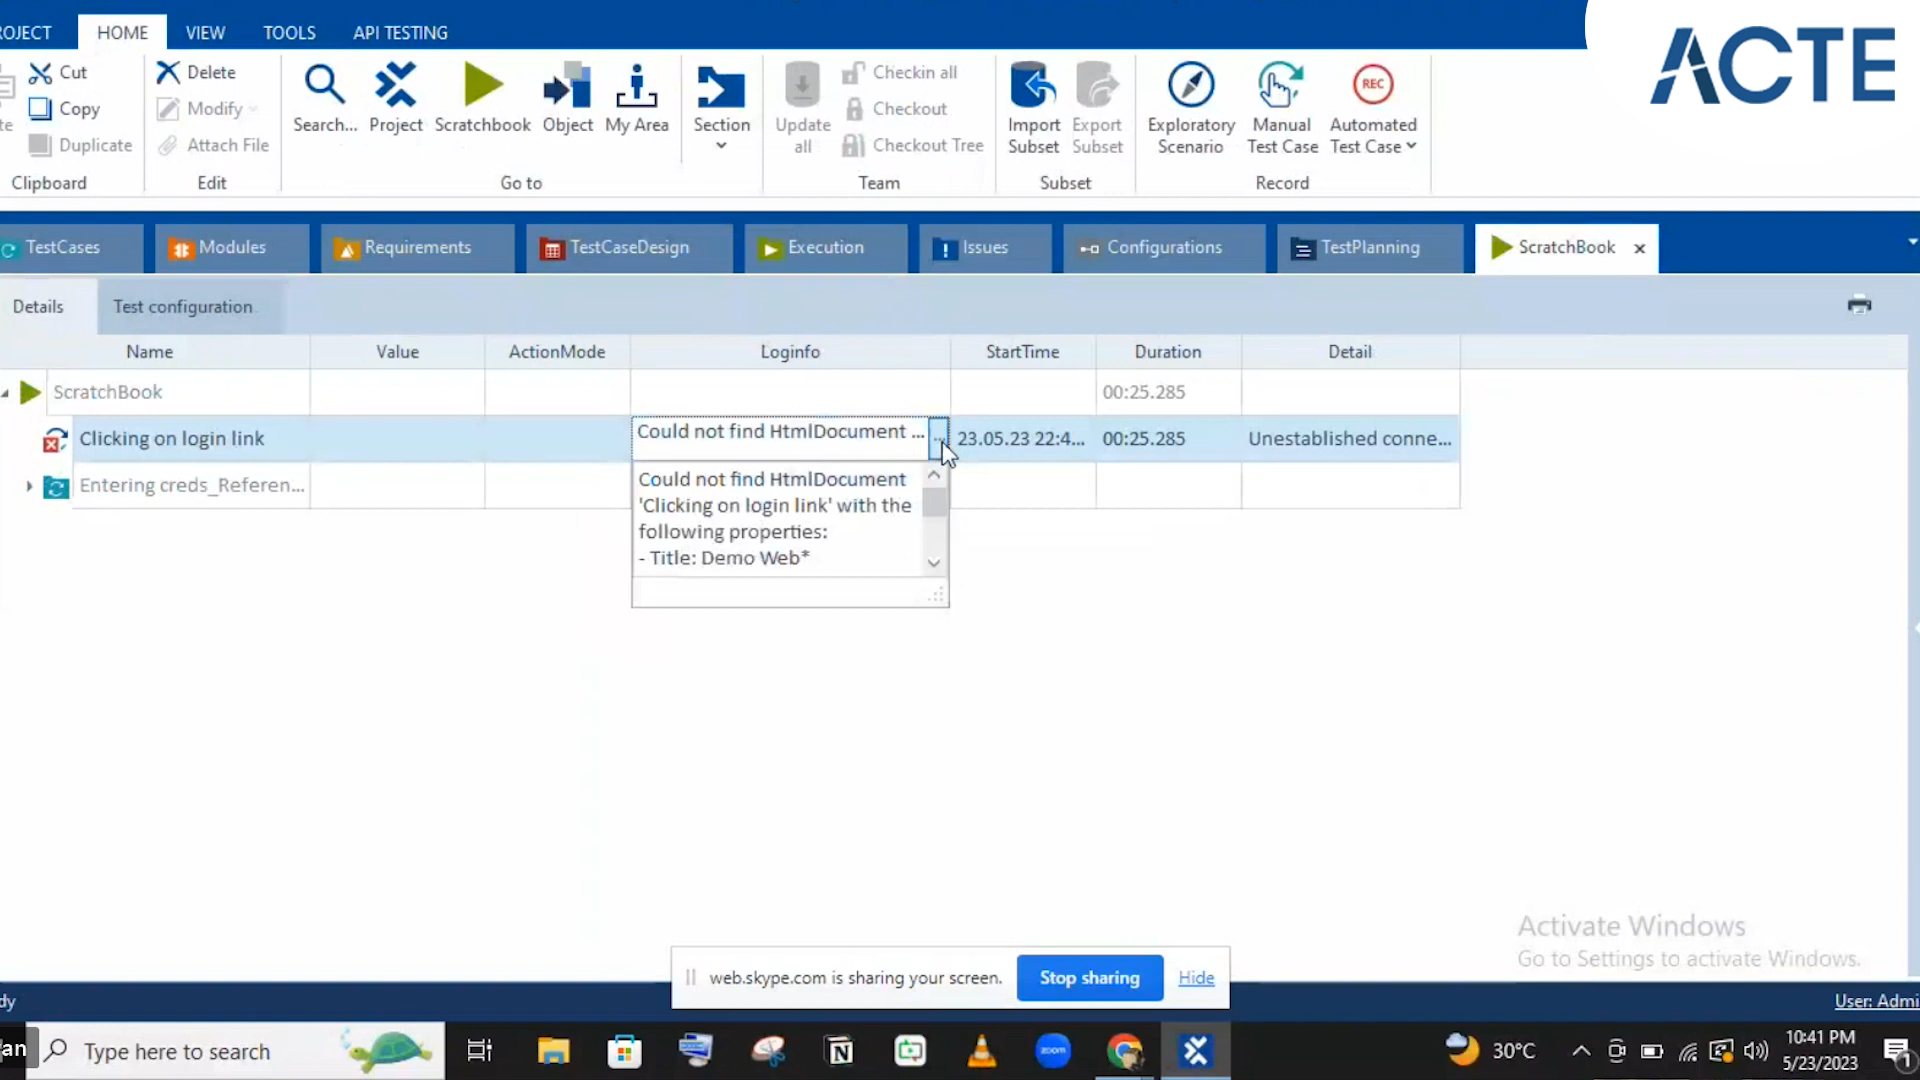 ROJECT HOME VIEW TOOLS API TESTING
ACTE
Cut
Copy
Duplicate
Clipboard
Delete
Modify
Attach File
Edit
Search... Project Scratchbook Object My Area
Go to
Section
Update
all
Checkin all
Checkout
Checkout Tree
Team
Import
Subset
Export
Subset
Subset
Exploratory
Scenario
Manual
Test Case
REC
Automated
Test Case
Record
TestCases Modules Requirements TestCaseDesign Execution Issues Configurations TestPlanning ScratchBook
Details Test configuration
Name Value ActionMode Loginfo StartTime Duration Detail
ScratchBook 00:25.285
Clicking on login link Could not find HtmlDocument ... ... 23.05.23 22:4... 00:25.285 Unestablished conne...
Entering creds_Referen...
Could not find HtmlDocument
'Clicking on login link' with the
following properties:
- Title: Demo Web*
Activate Windows
Go to Settings to activate Windows.
web.skype.com is sharing your screen. Stop sharing Hide
dy
User: Admi
an
Type here to search
zoom
30°C
10:41 PM
5/23/2023
1